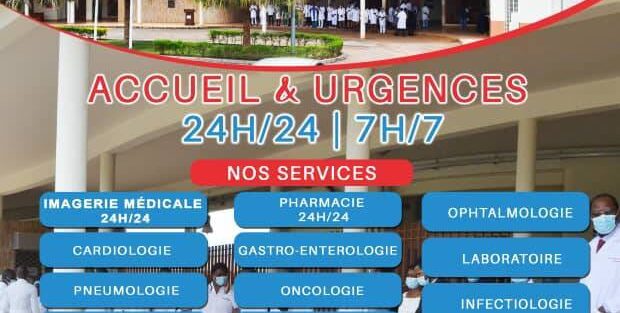 ACCUEIL & URGENCES
24H/24 | 7H/7
NOS SERVICES
IMAGERIE MÉDICALE
24H/24
PHARMACIE
24H/24
OPHTALMOLOGIE
CARDIOLOGIE
GASTRO-ENTEROLOGIE
LABORATOIRE
PNEUMOLOGIE
ONCOLOGIE
INFECTIOLOGIE